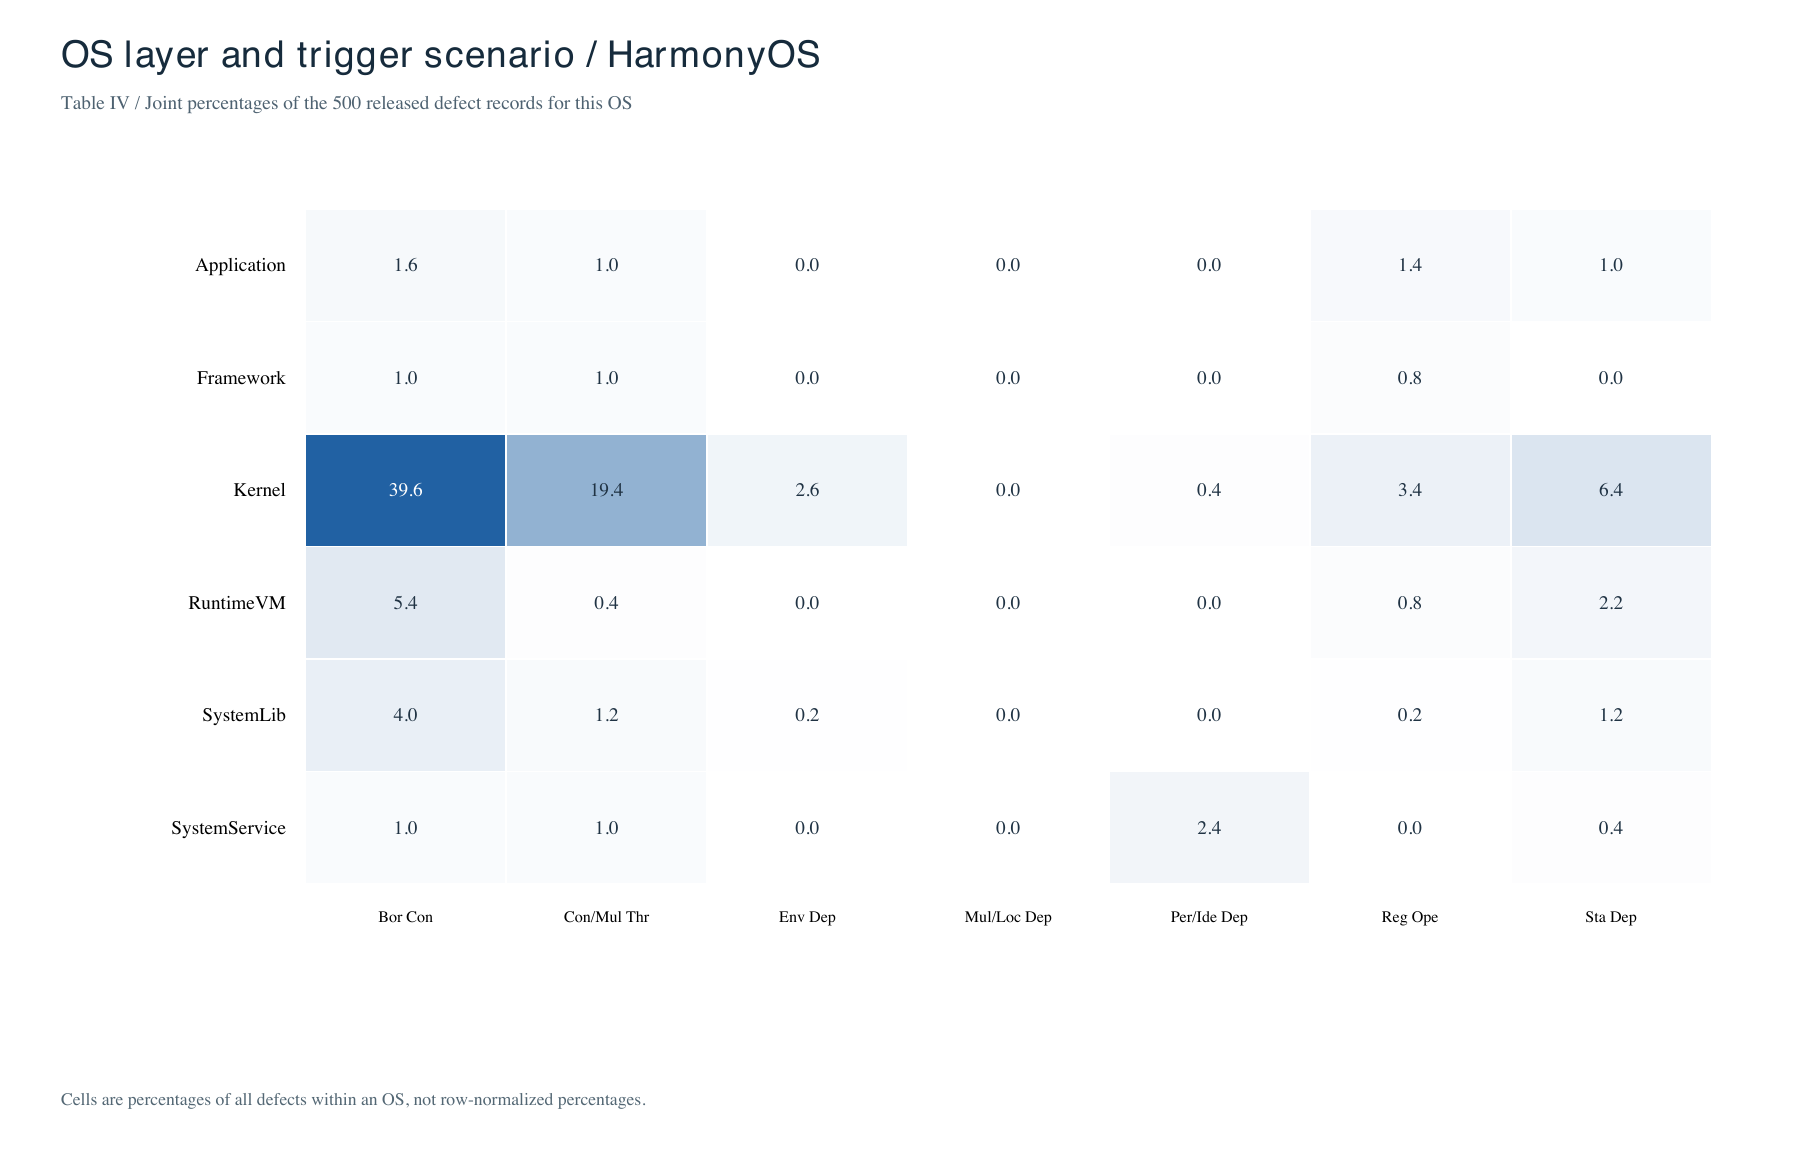 OS layer and trigger scenario / HarmonyOS
Table IV / Joint percentages of the 500 released defect records for this OS
Application 1.6 1.0 0.0 0.0 0.0 1.4 1.0
Framework 1.0 1.0 0.0 0.0 0.0 0.8 0.0
Kernel 39.6 19.4 2.6 0.0 0.4 3.4 6.4
RuntimeVM 5.4 0.4 0.0 0.0 0.0 0.8 2.2
SystemLib 4.0 1.2 0.2 0.0 0.0 0.2 1.2
SystemService 1.0 1.0 0.0 0.0 2.4 0.0 0.4
Bor Con Con/Mul Thr Env Dep Mul/Loc Dep Per/Ide Dep Reg Ope Sta Dep
Cells are percentages of all defects within an OS, not row-normalized percentages.